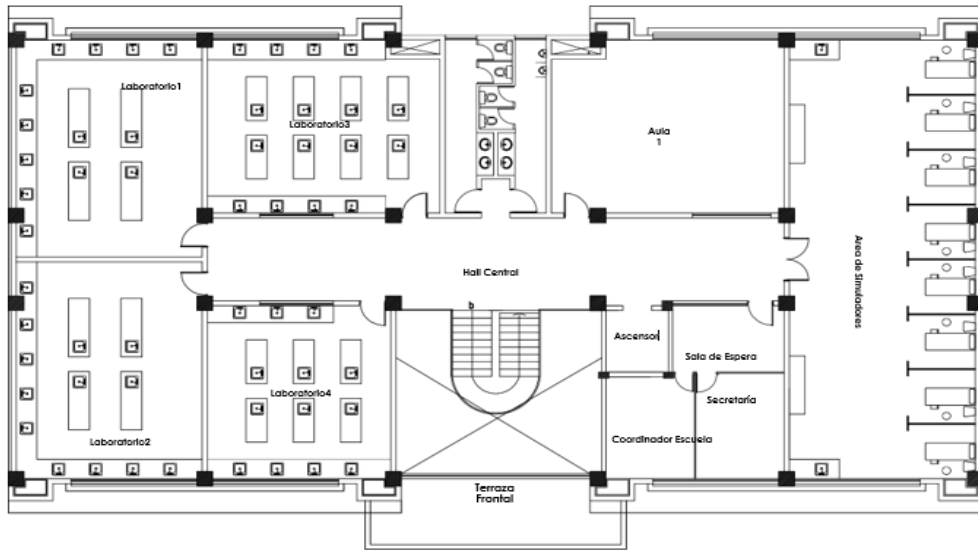 Laboratorio1
Laboratorio3
Aula
1
Area de Simuladores
Hall Central
b
Ascensor
Sala de Espera
Laboratorio4
Secretaría
Laboratorio2
Coordinador Escuela
Terraza
Frontal